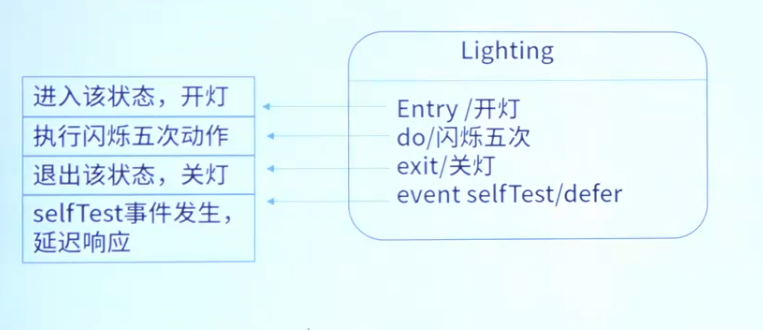 Lighting
进入该状态，开灯
执行闪烁五次动作
退出该状态，关灯
selfTest事件发生，
延迟响应
Entry /开灯
do/闪烁五次
exit/关灯
event selfTest/defer